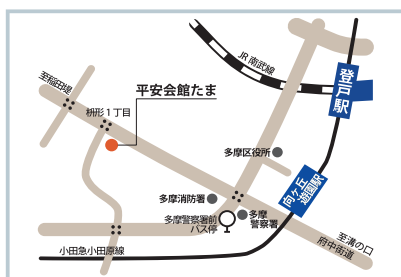 JR南武線
登戸駅
至稲田堤
平安会館たま
枡形1丁目
多摩区役所
向ヶ丘
遊園駅
多摩消防署
多摩警察署前
バス停
多摩
警察署
至溝の口
府中街道
小田急小田原線